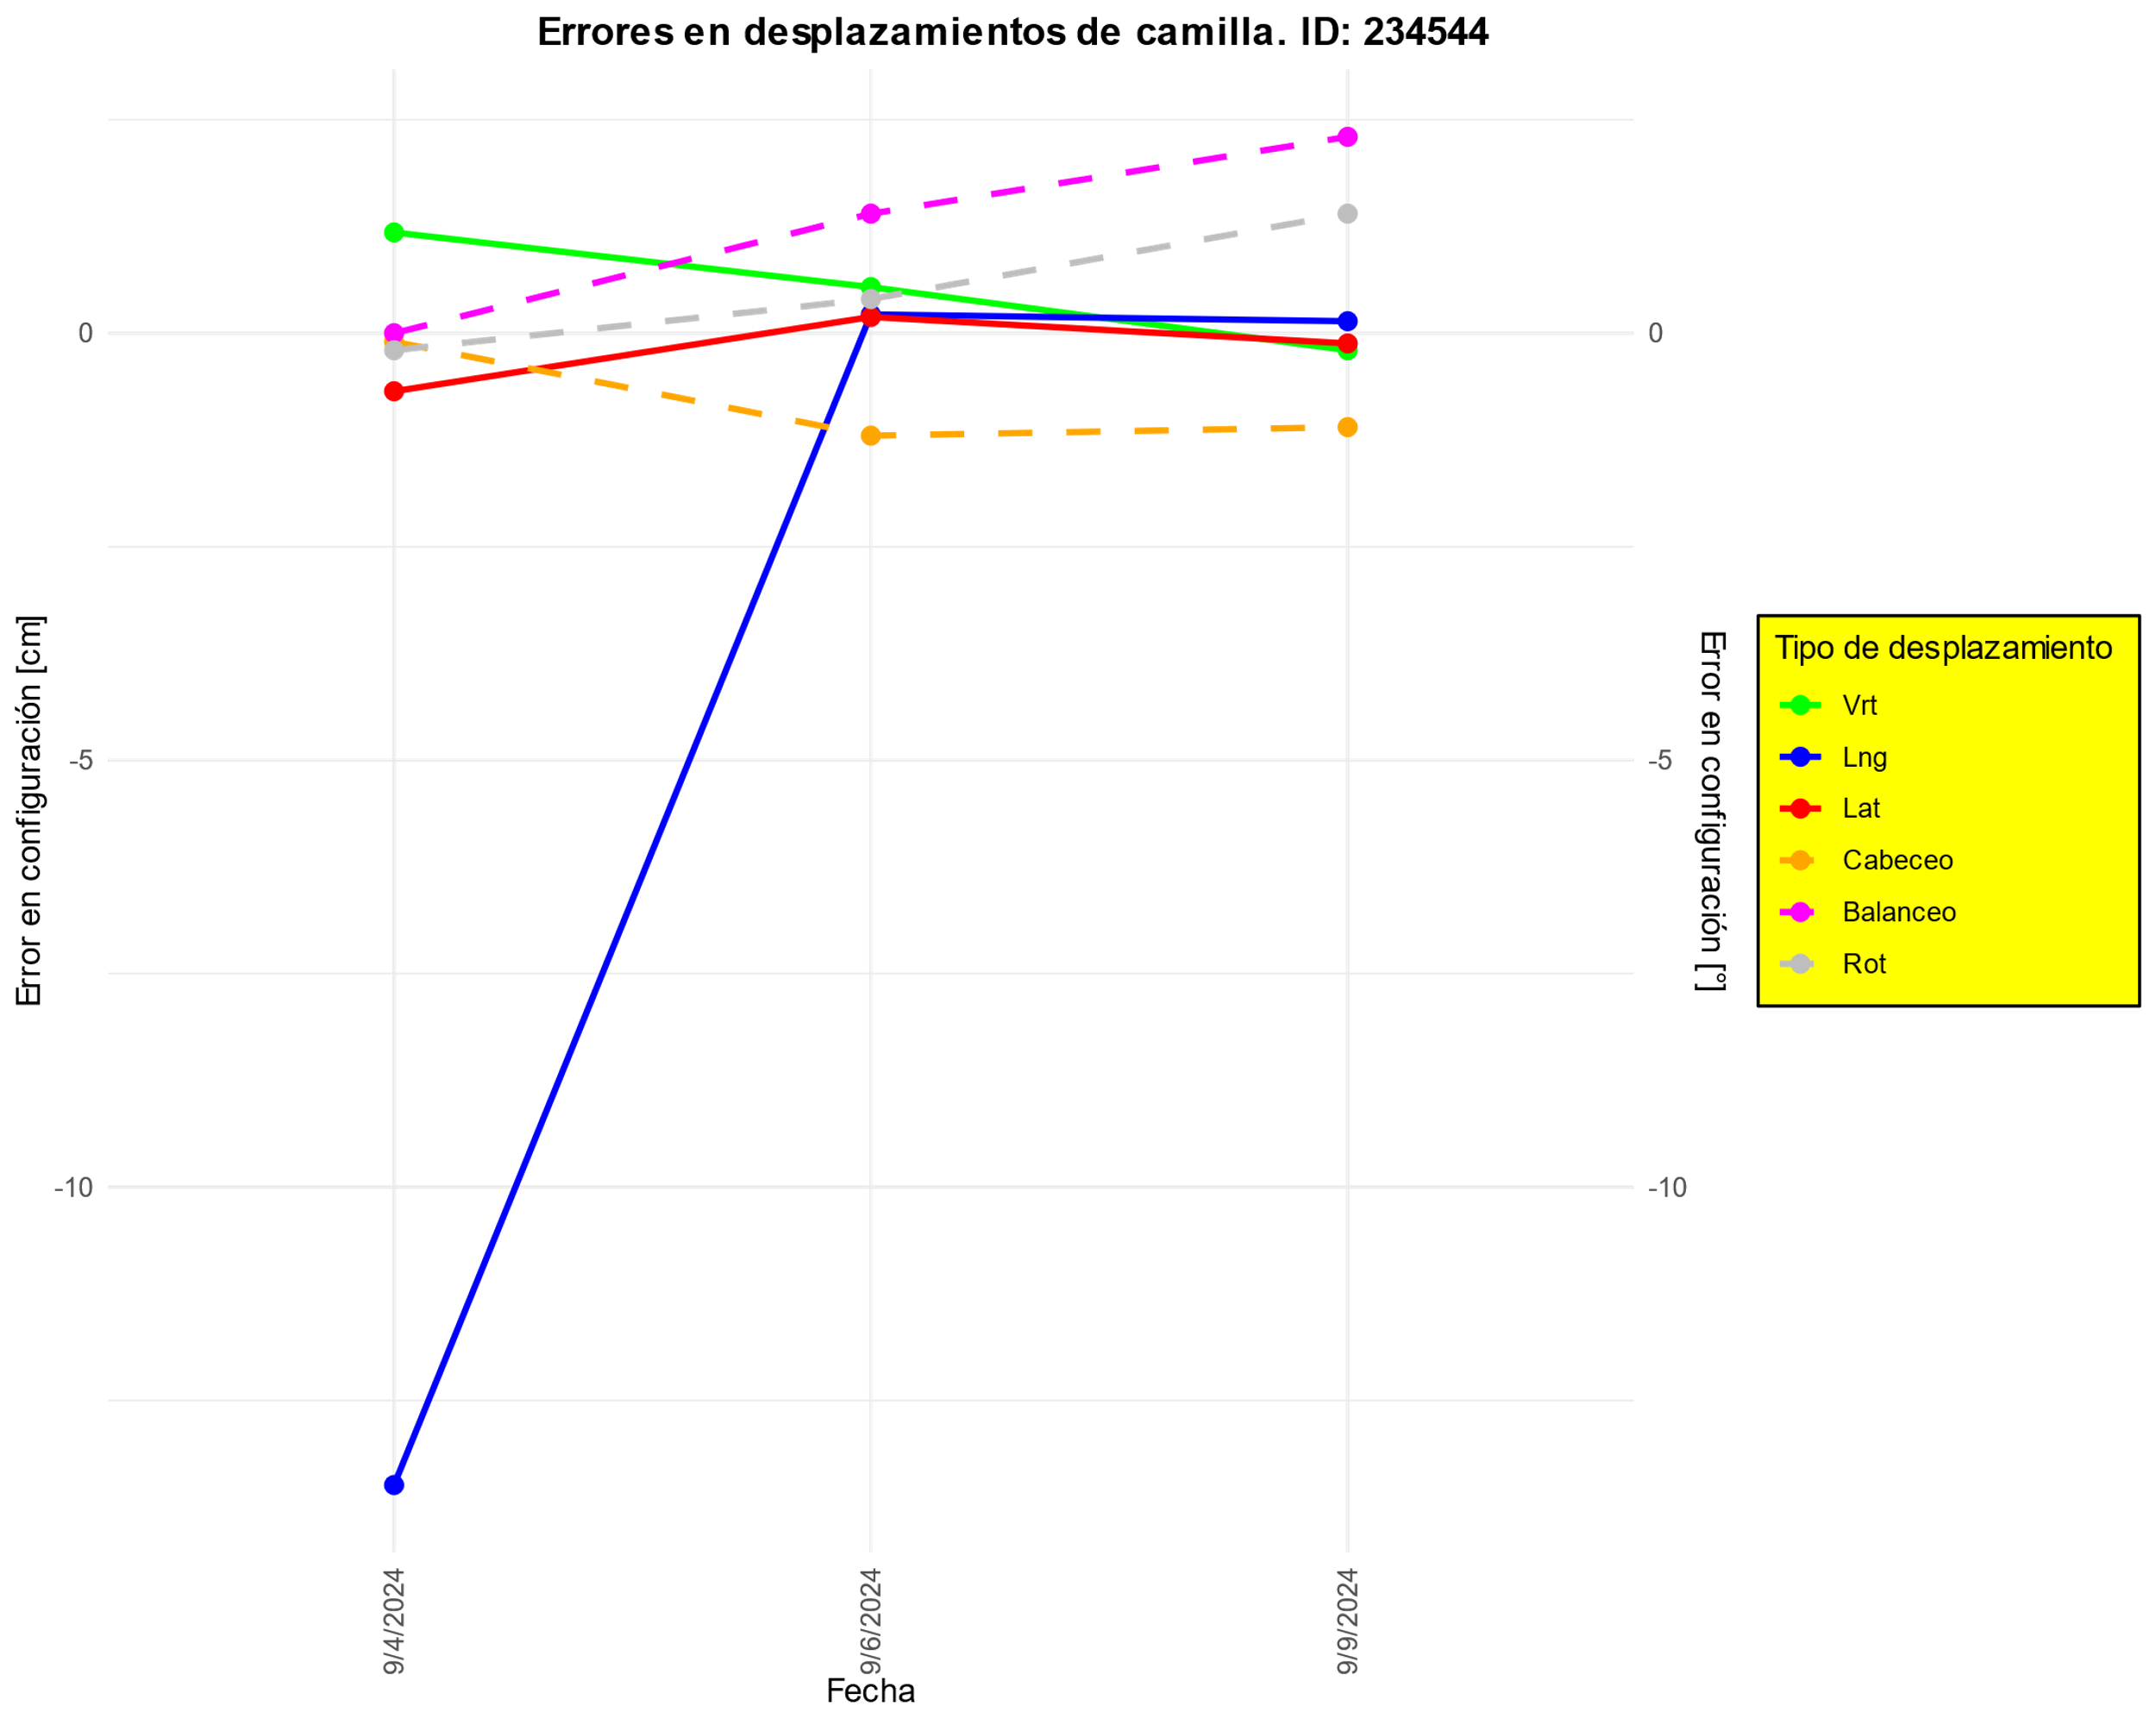 Errores en desplazamientos de camilla. ID: 234544
Error en configuración [cm]
0
-5
-10
0
-5
-10
Error en configuración [°]
Tipo de desplazamiento
Vrt
Lng
Lat
Cabeceo
Balanceo
Rot
9/4/2024
9/6/2024
9/9/2024
Fecha